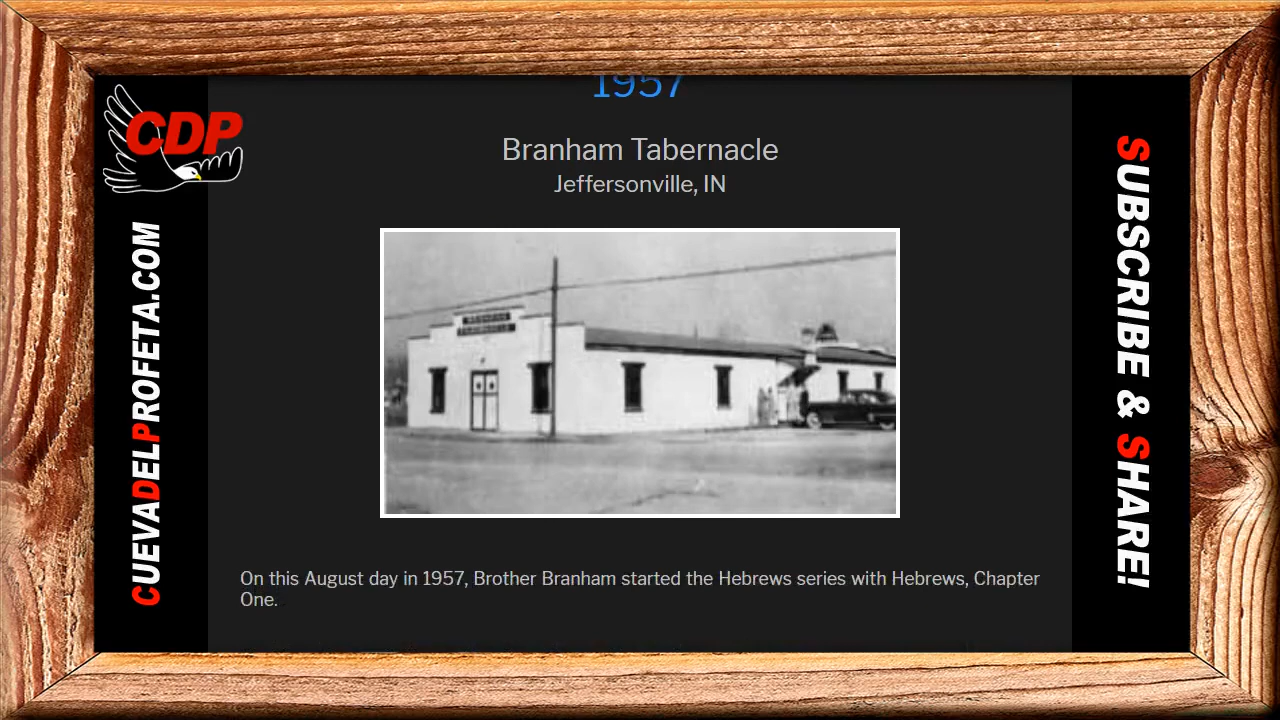 1957
CDP
Branham Tabernacle
Jeffersonville, IN
CUEVADELPROFETA.COM
SUBSCRIBE & SHARE!
On this August day in 1957, Brother Branham started the Hebrews series with Hebrews, Chapter
One.